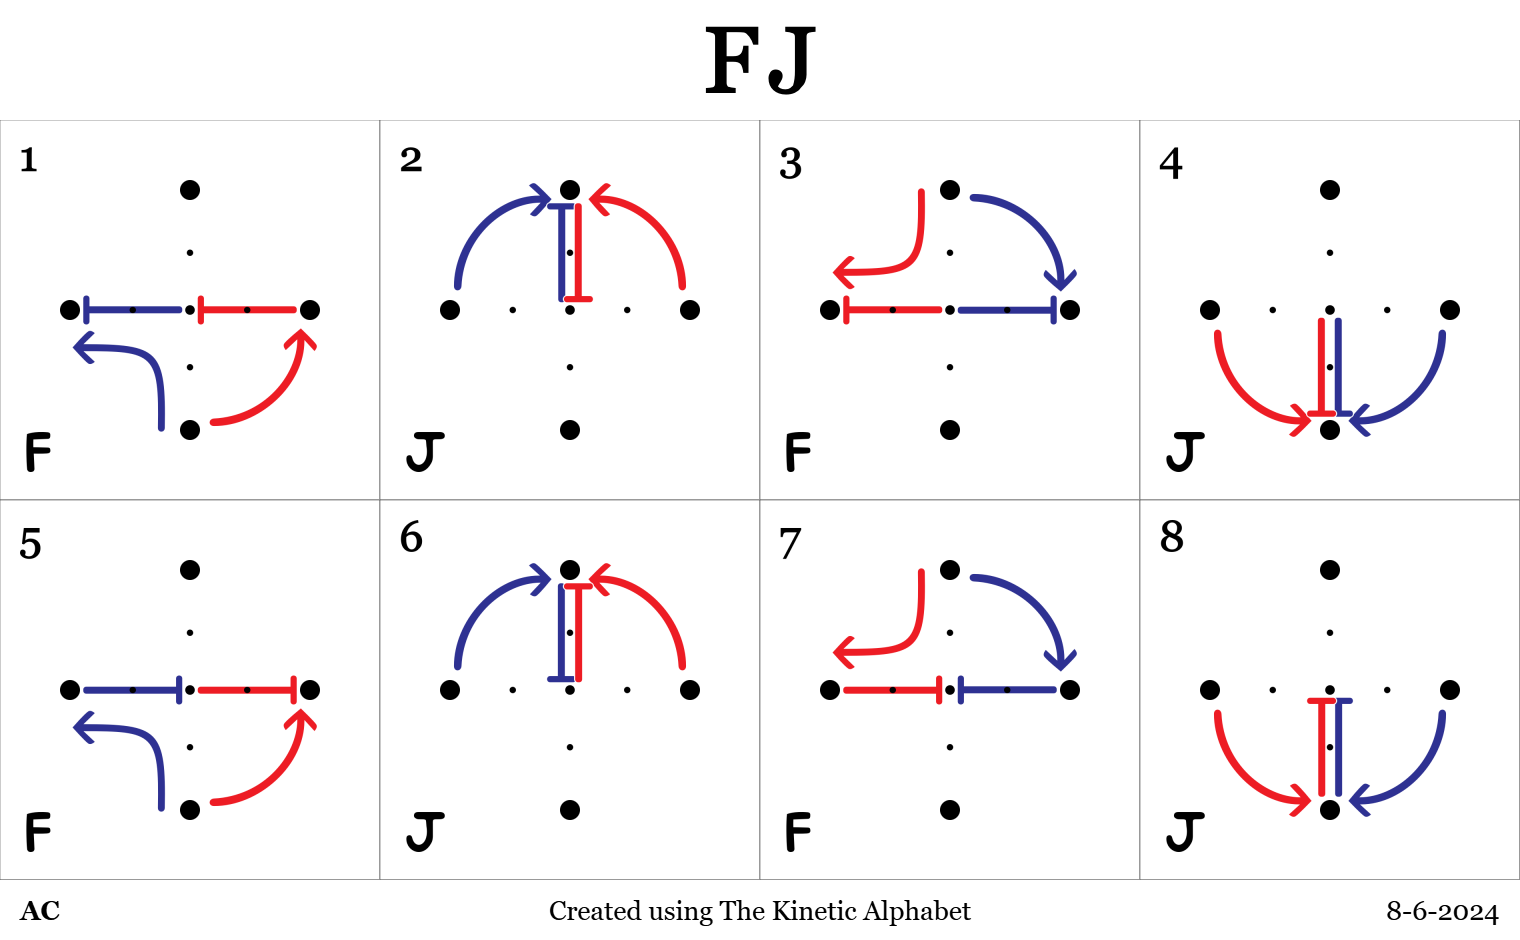 FJ
1 2 3 4
F J F J
5 6 7 8
F J F J
AC Created using The Kinetic Alphabet 8-6-2024